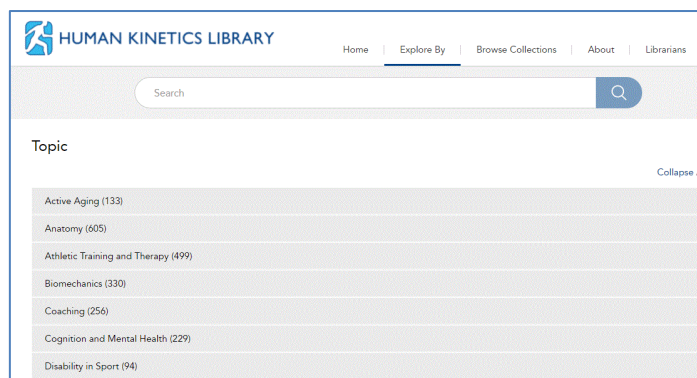 HUMAN KINETICS LIBRARY
Home Explore By Browse Collections About Librarians
Search
Topic
Collapse
Active Aging (133)
Anatomy (605)
Athletic Training and Therapy (499)
Biomechanics (330)
Coaching (256)
Cognition and Mental Health (229)
Disability in Sport (94)